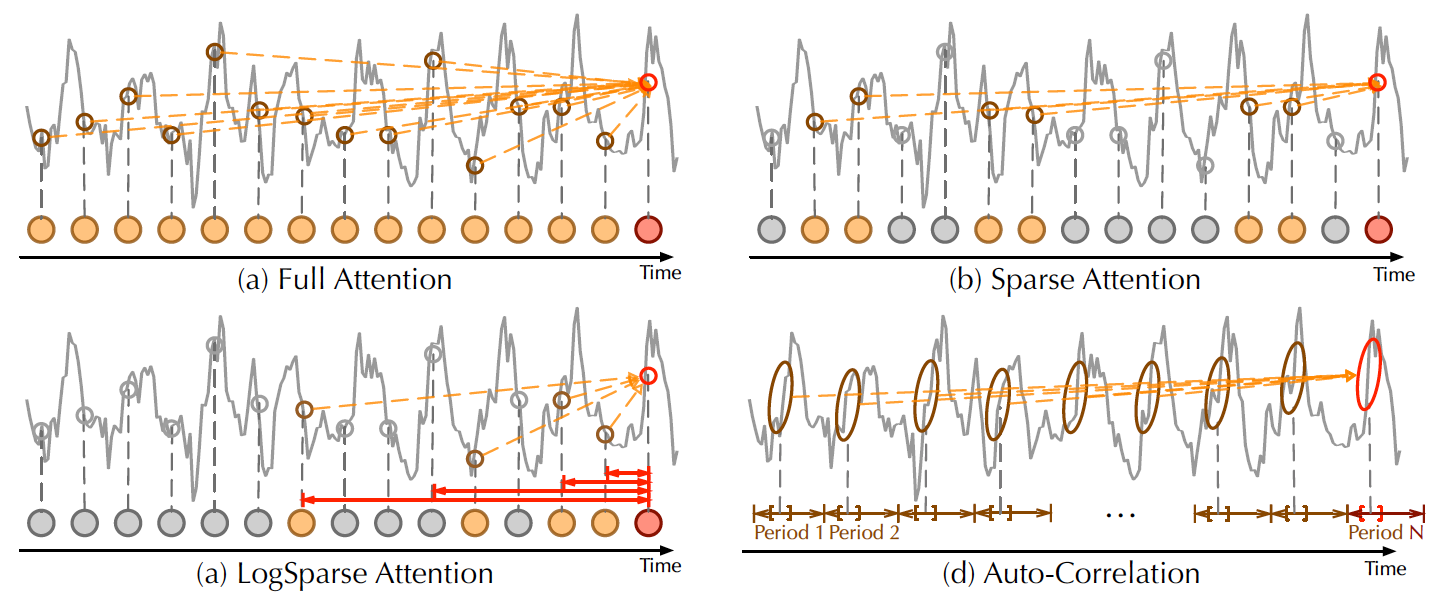 Time
(a) Full Attention
Time
(b) Sparse Attention
Time
(a) LogSparse Attention
Period 1 Period 2 ... Period N
Time
(d) Auto-Correlation